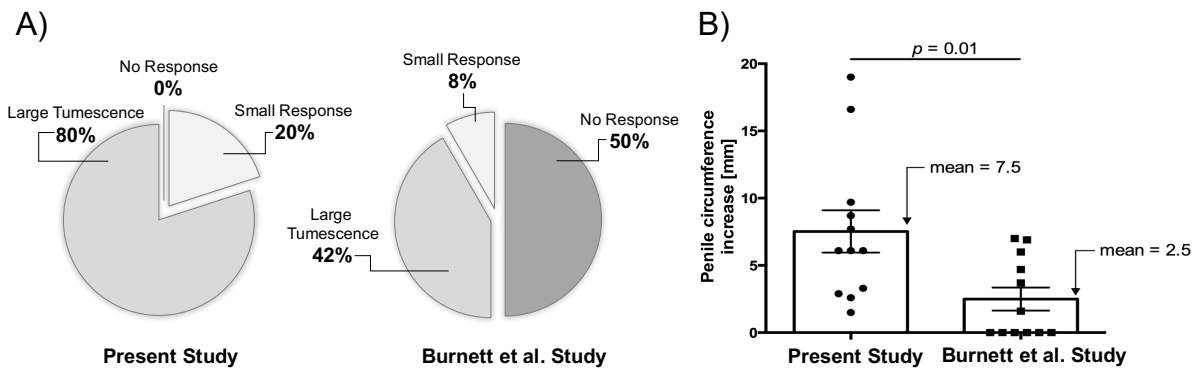 A)
No Response
0%
Large Tumescence
80%
Small Response
20%
Present Study
Small Response
8%
No Response
50%
Large
Tumescence
42%
Burnett et al. Study
B)
p = 0.01
Penile circumference
increase [mm]
20
15
10
5
0
mean = 7.5
mean = 2.5
Present Study
Burnett et al. Study